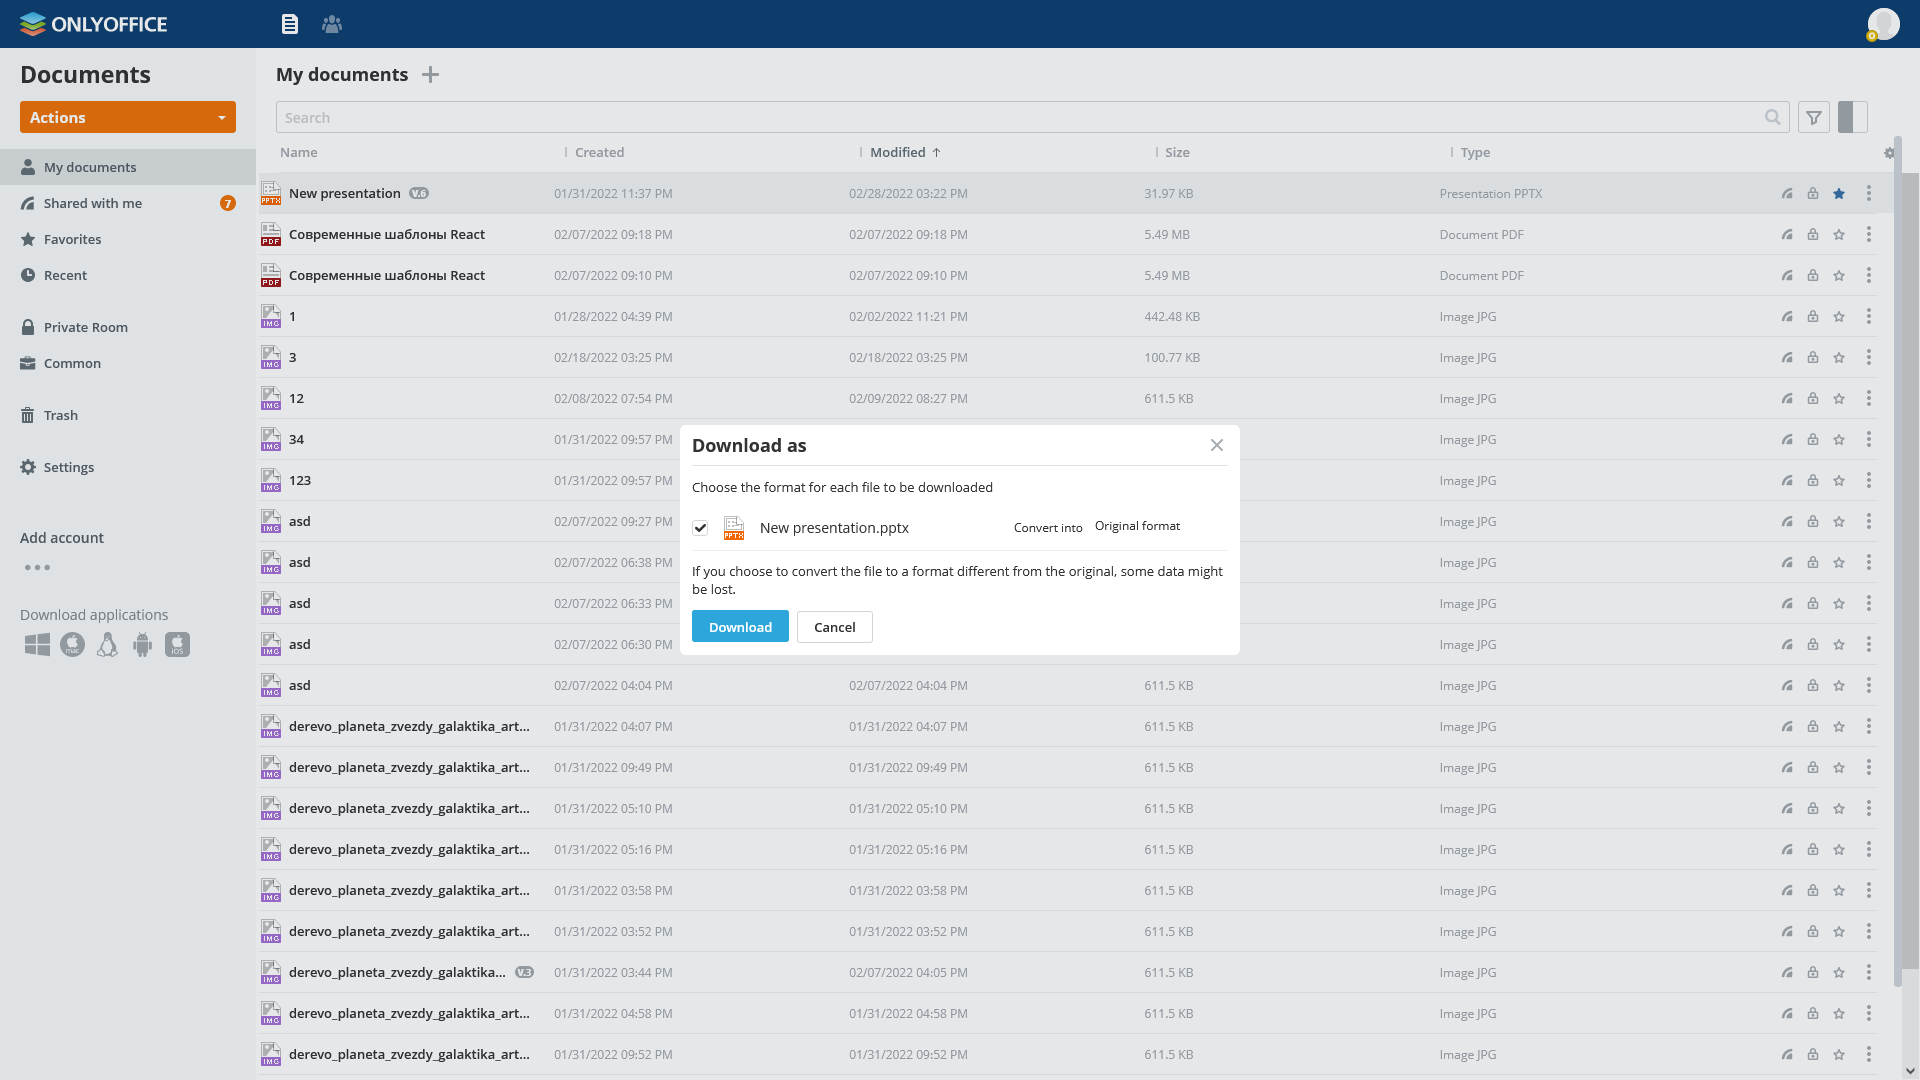 ONLYOFFICE
Documents
Actions
My documents
Shared with me 7
Favorites
Recent
Private Room
Common
Trash
Settings
Add account
Download applications
mac iOS
My documents
Search
Name Created Modified Size Type
PPTX New presentation V.6 01/31/2022 11:37 PM 02/28/2022 03:22 PM 31.97 KB Presentation PPTX
PDF Современные шаблоны React 02/07/2022 09:18 PM 02/07/2022 09:18 PM 5.49 MB Document PDF
PDF Современные шаблоны React 02/07/2022 09:10 PM 02/07/2022 09:10 PM 5.49 MB Document PDF
IMG 1 01/28/2022 04:39 PM 02/02/2022 11:21 PM 442.48 KB Image JPG
IMG 3 02/18/2022 03:25 PM 02/18/2022 03:25 PM 100.77 KB Image JPG
IMG 12 02/08/2022 07:54 PM 02/09/2022 08:27 PM 611.5 KB Image JPG
IMG 34 01/31/2022 09:57 PM Image JPG
IMG 123 01/31/2022 09:57 PM Image JPG
IMG asd 02/07/2022 09:27 PM Image JPG
IMG asd 02/07/2022 06:38 PM Image JPG
IMG asd 02/07/2022 06:33 PM Image JPG
IMG asd 02/07/2022 06:30 PM Image JPG
IMG asd 02/07/2022 04:04 PM 02/07/2022 04:04 PM 611.5 KB Image JPG
IMG derevo_planeta_zvezdy_galaktika_art... 01/31/2022 04:07 PM 01/31/2022 04:07 PM 611.5 KB Image JPG
IMG derevo_planeta_zvezdy_galaktika_art... 01/31/2022 09:49 PM 01/31/2022 09:49 PM 611.5 KB Image JPG
IMG derevo_planeta_zvezdy_galaktika_art... 01/31/2022 05:10 PM 01/31/2022 05:10 PM 611.5 KB Image JPG
IMG derevo_planeta_zvezdy_galaktika_art... 01/31/2022 05:16 PM 01/31/2022 05:16 PM 611.5 KB Image JPG
IMG derevo_planeta_zvezdy_galaktika_art... 01/31/2022 03:58 PM 01/31/2022 03:58 PM 611.5 KB Image JPG
IMG derevo_planeta_zvezdy_galaktika_art... 01/31/2022 03:52 PM 01/31/2022 03:52 PM 611.5 KB Image JPG
IMG derevo_planeta_zvezdy_galaktika... V.3 01/31/2022 03:44 PM 02/07/2022 04:05 PM 611.5 KB Image JPG
IMG derevo_planeta_zvezdy_galaktika_art... 01/31/2022 04:58 PM 01/31/2022 04:58 PM 611.5 KB Image JPG
IMG derevo_planeta_zvezdy_galaktika_art... 01/31/2022 09:52 PM 01/31/2022 09:52 PM 611.5 KB Image JPG
Download as
Choose the format for each file to be downloaded
PPTX New presentation.pptx Convert into Original format
If you choose to convert the file to a format different from the original, some data might
be lost.
Download Cancel